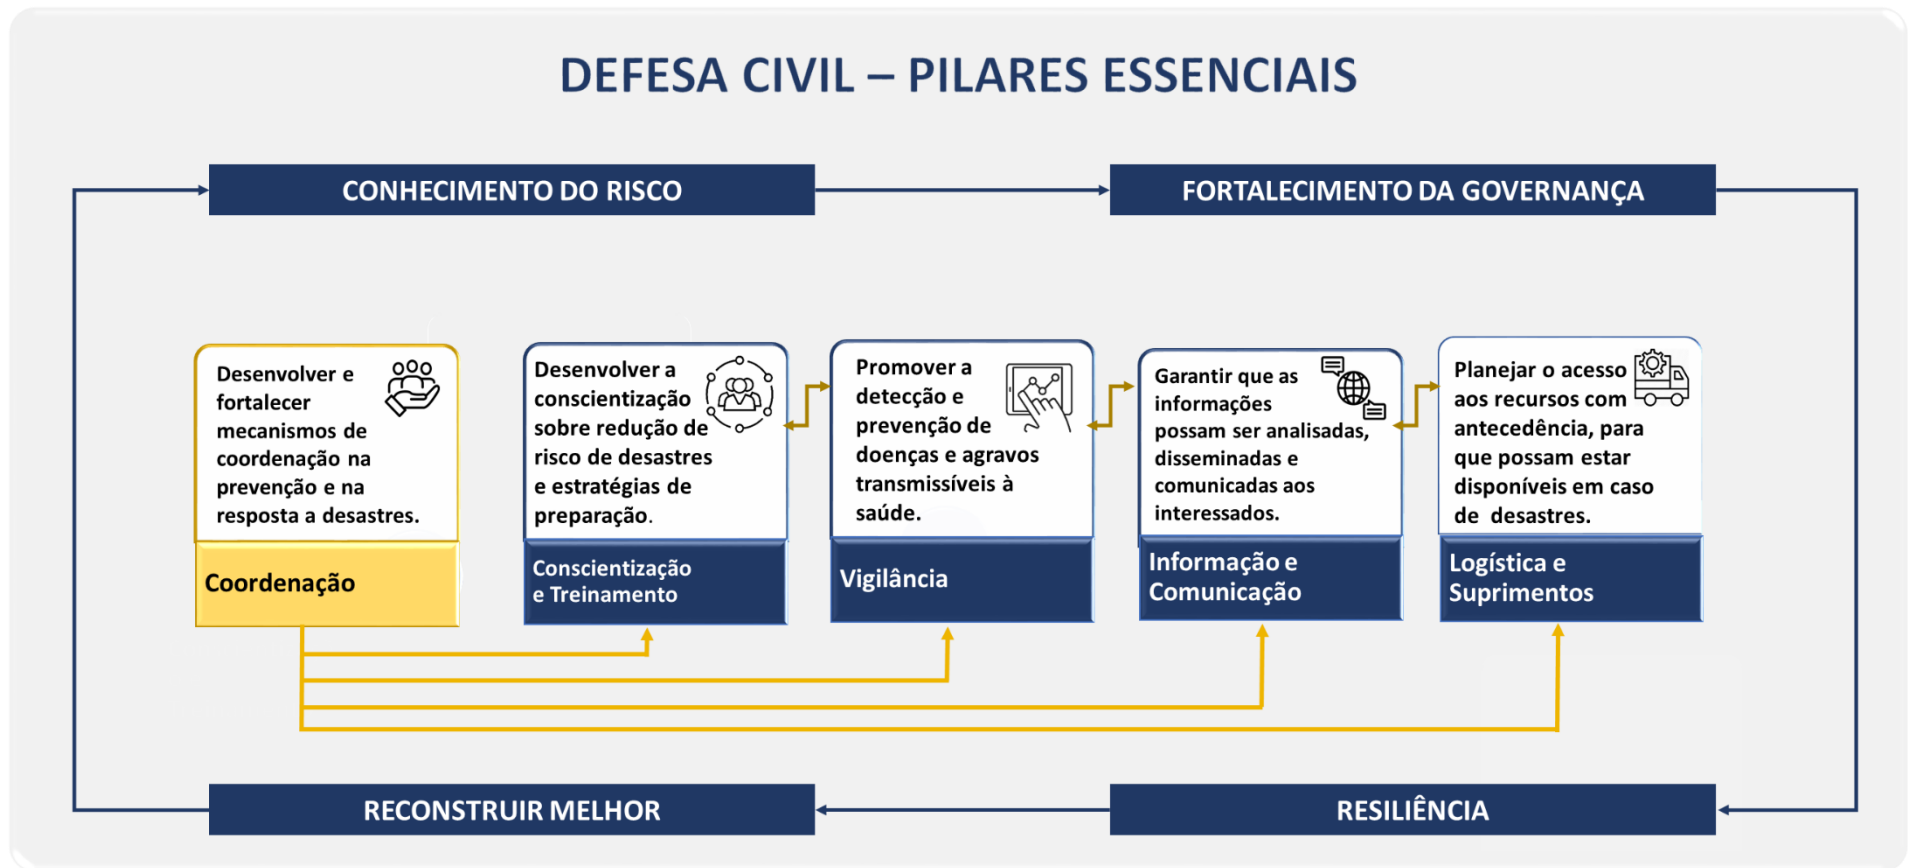 DEFESA CIVIL – PILARES ESSENCIAIS
CONHECIMENTO DO RISCO
FORTALECIMENTO DA GOVERNANÇA
Desenvolver e
fortalecer
mecanismos de
coordenação na
prevenção e na
resposta a desastres.
Coordenação
Desenvolver a
conscientização
sobre redução de
risco de desastres
e estratégias de
preparação.
Conscientização
e Treinamento
Promover a
detecção e
prevenção de
doenças e agravos
transmissíveis à
saúde.
Vigilância
Garantir que as
informações
possam ser analisadas,
disseminadas e
comunicadas aos
interessados.
Informação e
Comunicação
Planejar o acesso
aos recursos com
antecedência, para
que possam estar
disponíveis em caso
de desastres.
Logística e
Suprimentos
RECONSTRUIR MELHOR
RESILIÊNCIA